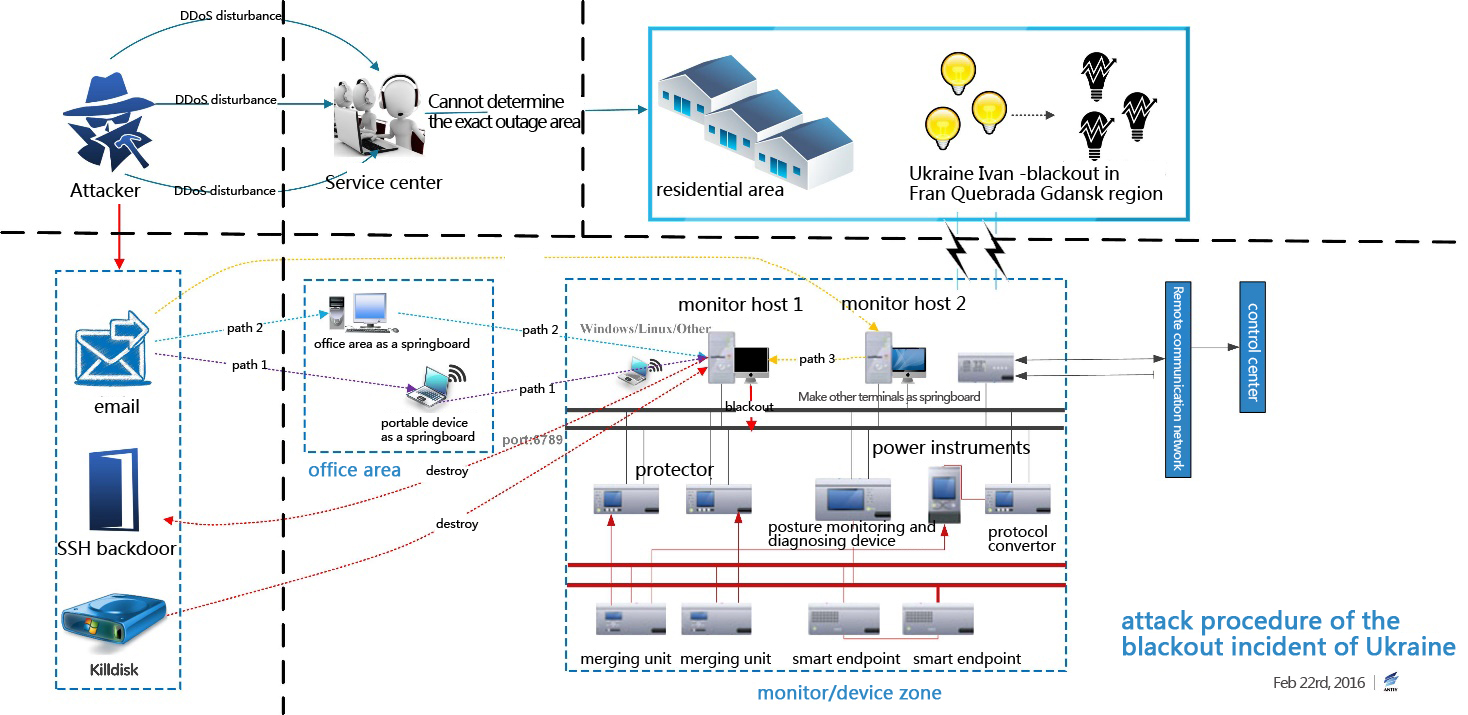 DDoS disturbance
DDoS disturbance
DDoS disturbance
Attacker
Service center
Cannot determine
the exact outage area
residential area
Ukraine Ivan -blackout in
Fran Quebrada Gdansk region
email
SSH backdoor
Killdisk
path 2
path 1
office area as a springboard
portable device
as a springboard
office area
path 2
path 1
port:6789
destroy
destroy
Windows/Linux/Other
monitor host 1
monitor host 2
path 3
Make other terminals as springboard
blackout
protector
power instruments
posture monitoring and
diagnosing device
protocol
convertor
merging unit
merging unit
smart endpoint
smart endpoint
monitor/device zone
Remote communication network
control center
attack procedure of the
blackout incident of Ukraine
Feb 22rd, 2016
ANTIY